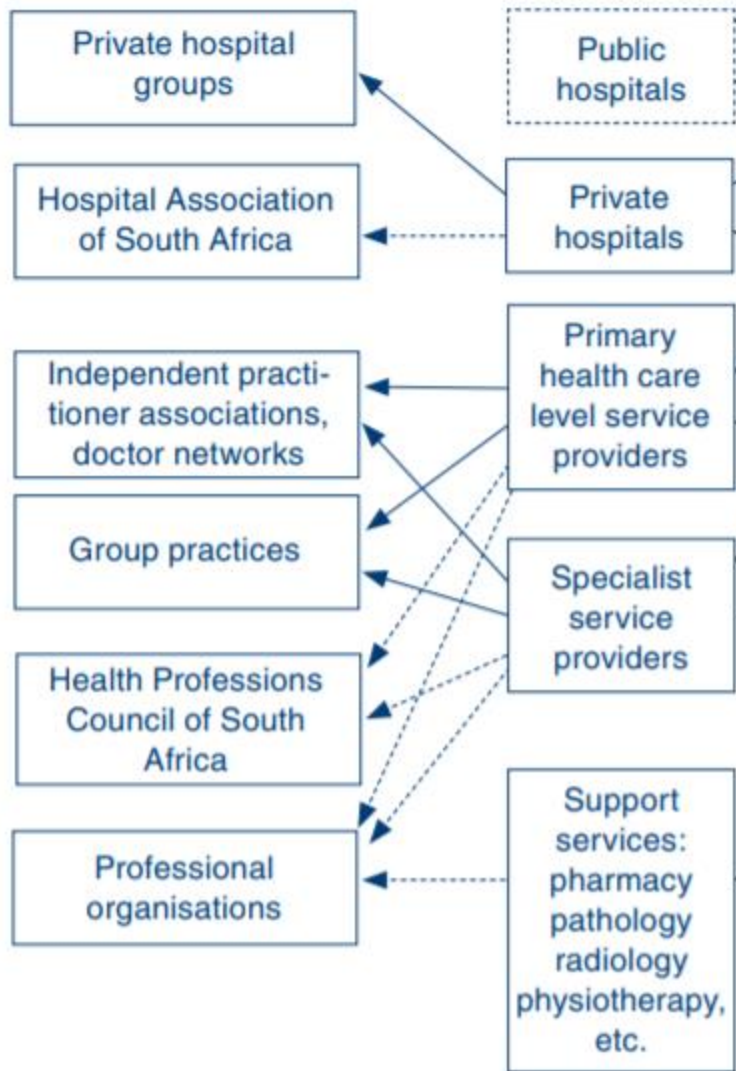 Private hospital
groups
Public
hospitals
Hospital Association
of South Africa
Private
hospitals
Independent practi-
tioner associations,
doctor networks
Primary
health care
level service
providers
Group practices
Specialist
service
providers
Health Professions
Council of South
Africa
Professional
organisations
Support
services:
pharmacy
pathology
radiology
physiotherapy,
etc.